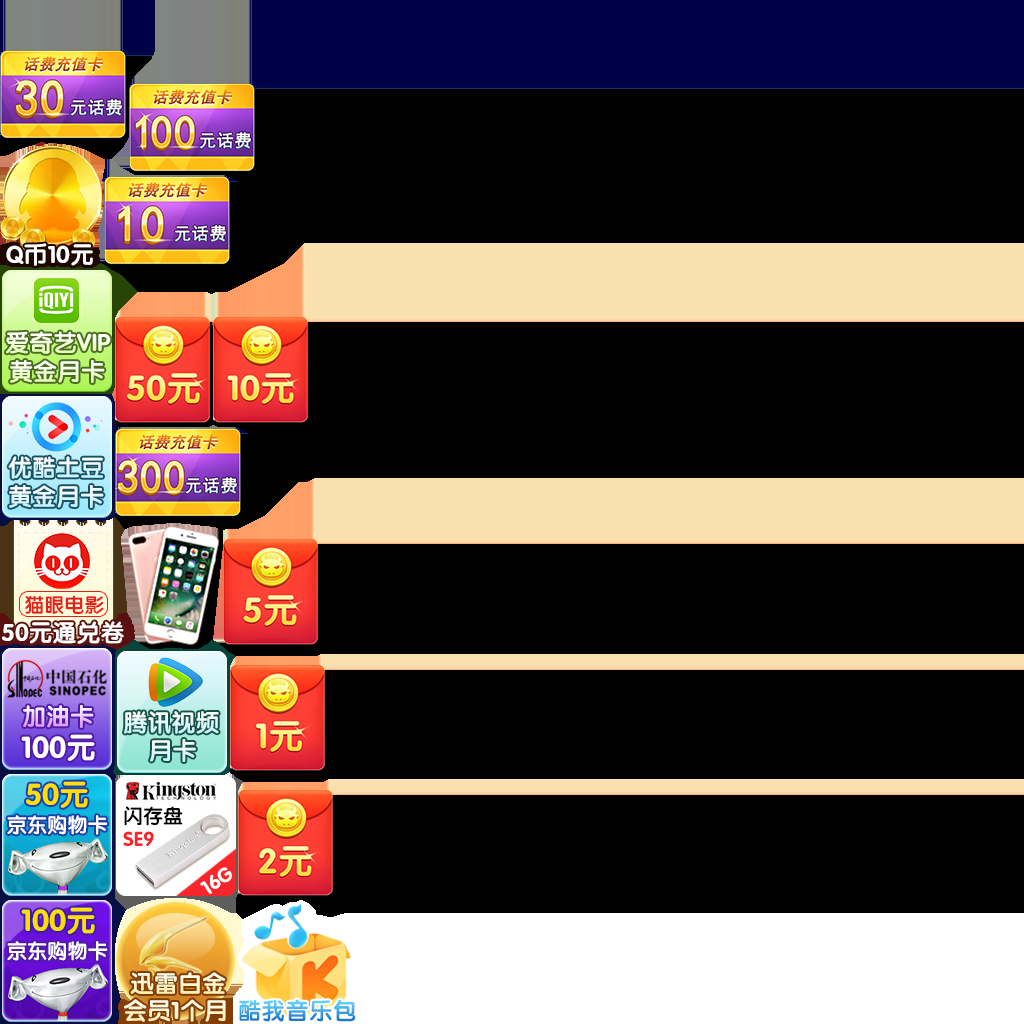 话费充值卡
30元话费
话费充值卡
100元话费
Q币10元
话费充值卡
10元话费
iQIYI
爱奇艺VIP
黄金月卡
50元
10元
优酷土豆
黄金月卡
话费充值卡
300元话费
猫眼电影
50元通兑卷
5元
中国石化
SINOPEC
Sinopec
加油卡
100元
腾讯视频
月卡
1元
50元
京东购物卡
Kingston
TECHNOLOGY
闪存盘
SE9
Kingston
16G
2元
100元
京东购物卡
迅雷白金
会员1个月
K
酷我音乐包